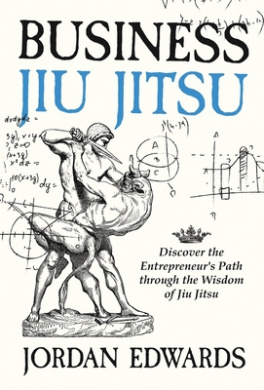 BUSINESS
JIU JITSU
Discover the
Entrepreneur's Path
through the Wisdom
of Jiu Jitsu
JORDAN EDWARDS